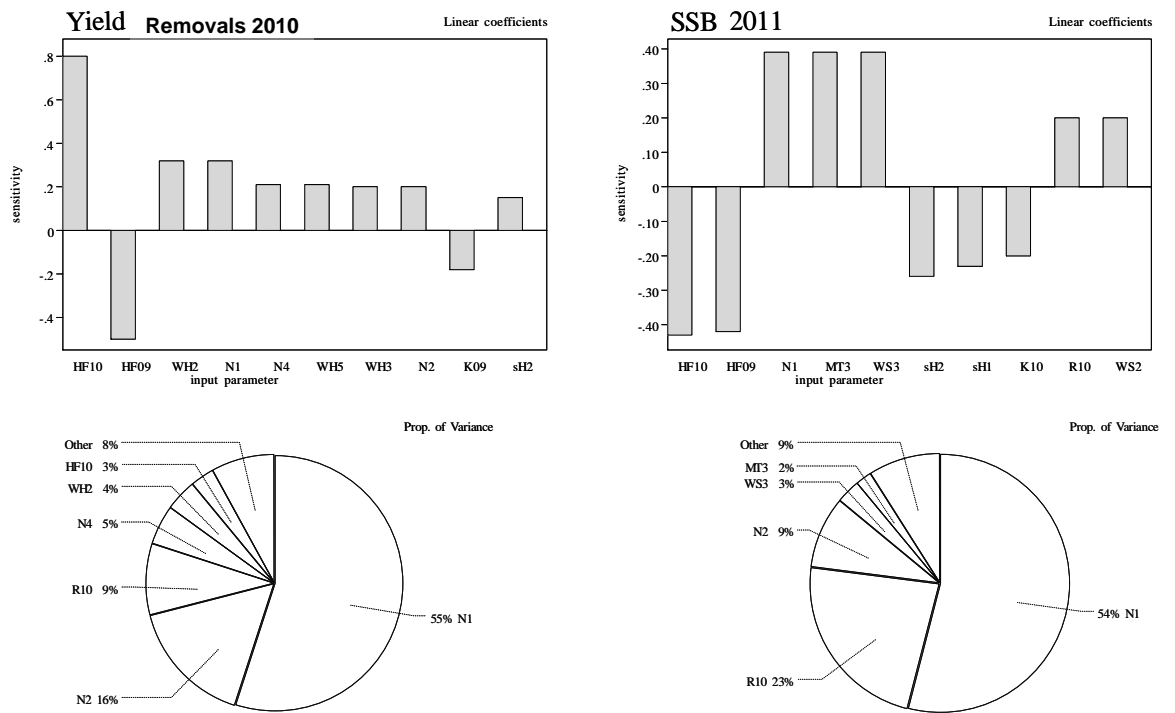 Yield Removals 2010
Linear coefficients
.8
.6
.4
.2
0
-.2
-.4
sensitivity
HF10 HF09 WH2 N1 N4 WH5 WH3 N2 K09 sH2
input parameter
SSB 2011
Linear coefficients
.40
.30
.20
.10
0
-.10
-.20
-.30
-.40
sensitivity
HF10 HF09 N1 MT3 WS3 sH2 sH1 K10 R10 WS2
input parameter
Prop. of Variance
Other 8%
HF10 3%
WH2 4%
N4 5%
R10 9%
N2 16%
55% N1
Prop. of Variance
Other 9%
MT3 2%
WS3 3%
N2 9%
R10 23%
54% N1